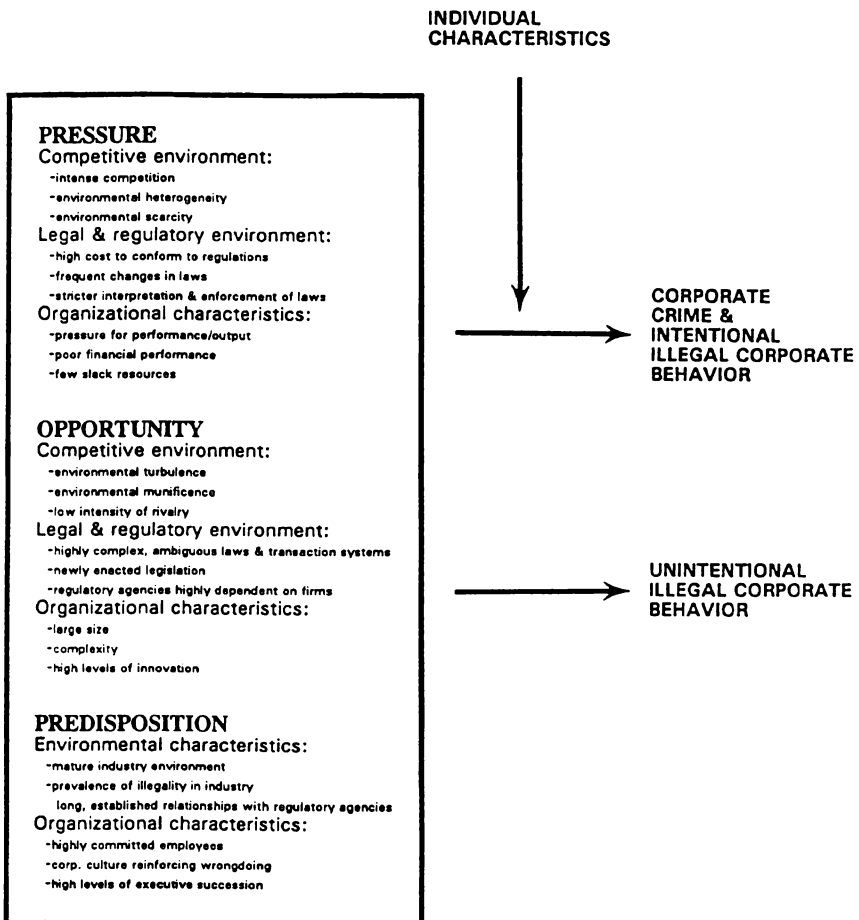 INDIVIDUAL
CHARACTERISTICS
PRESSURE
Competitive environment:
-intense competition
-environmental heterogeneity
-environmental scarcity
Legal & regulatory environment:
-high cost to conform to regulations
-frequent changes in laws
-stricter interpretation & enforcement of laws
Organizational characteristics:
-pressure for performance/output
-poor financial performance
-few slack resources
CORPORATE
CRIME &
INTENTIONAL
ILLEGAL CORPORATE
BEHAVIOR
OPPORTUNITY
Competitive environment:
-environmental turbulence
-environmental munificence
-low intensity of rivalry
Legal & regulatory environment:
-highly complex, ambiguous laws & transaction systems
-newly enacted legislation
-regulatory agencies highly dependent on firms
Organizational characteristics:
-large size
-complexity
-high levels of innovation
UNINTENTIONAL
ILLEGAL CORPORATE
BEHAVIOR
PREDISPOSITION
Environmental characteristics:
-mature industry environment
-prevalence of illegality in industry
long, established relationships with regulatory agencies
Organizational characteristics:
-highly committed employees
-corp. culture reinforcing wrongdoing
-high levels of executive succession